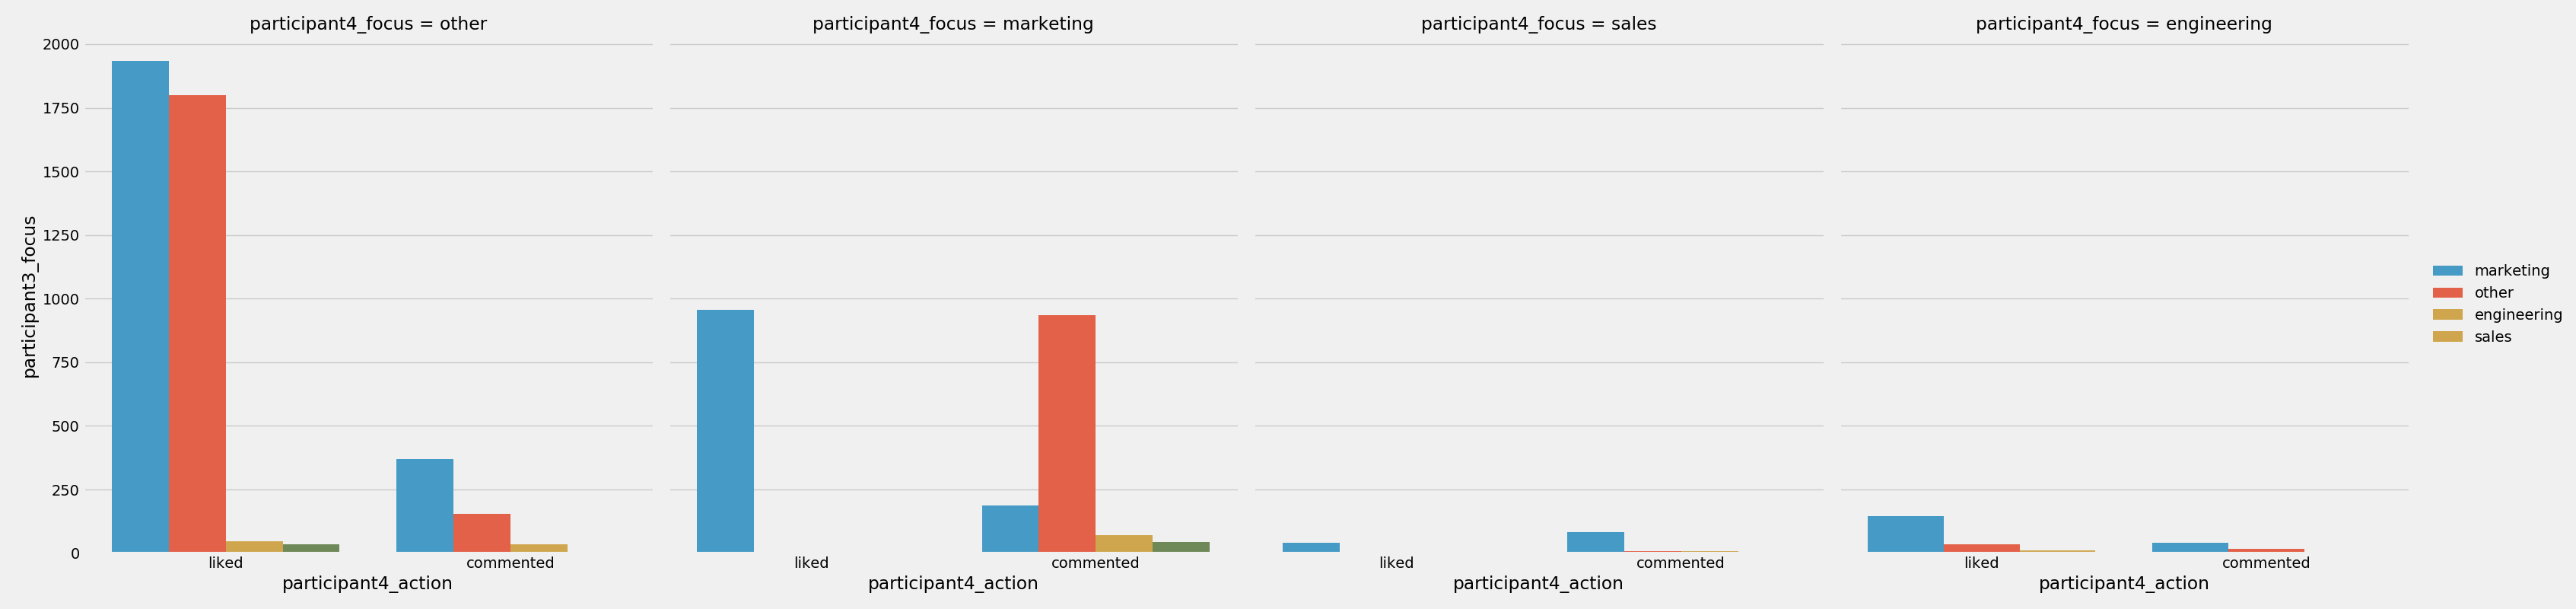 participant4_focus = other
participant4_focus = marketing
participant4_focus = sales
participant4_focus = engineering
participant3_focus
2000
1750
1500
1250
1000
750
500
250
0
liked
commented
liked
commented
liked
commented
liked
commented
participant4_action
participant4_action
participant4_action
participant4_action
marketing
other
engineering
sales